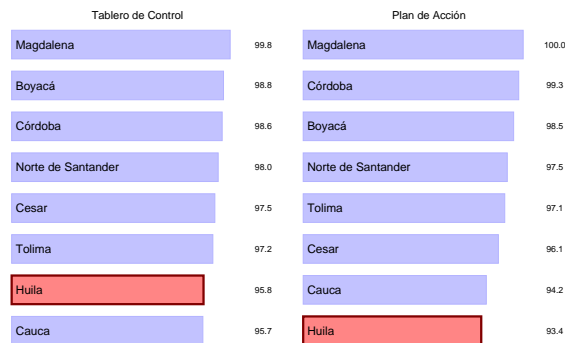 Tablero de Control Plan de Acción
Magdalena 99.8 Magdalena 100.0
Boyacá 98.8 Córdoba 99.3
Córdoba 98.6 Boyacá 98.5
Norte de Santander 98.0 Norte de Santander 97.5
Cesar 97.5 Tolima 97.1
Tolima 97.2 Cesar 96.1
Huila 95.8 Cauca 94.2
Cauca 95.7 Huila 93.4